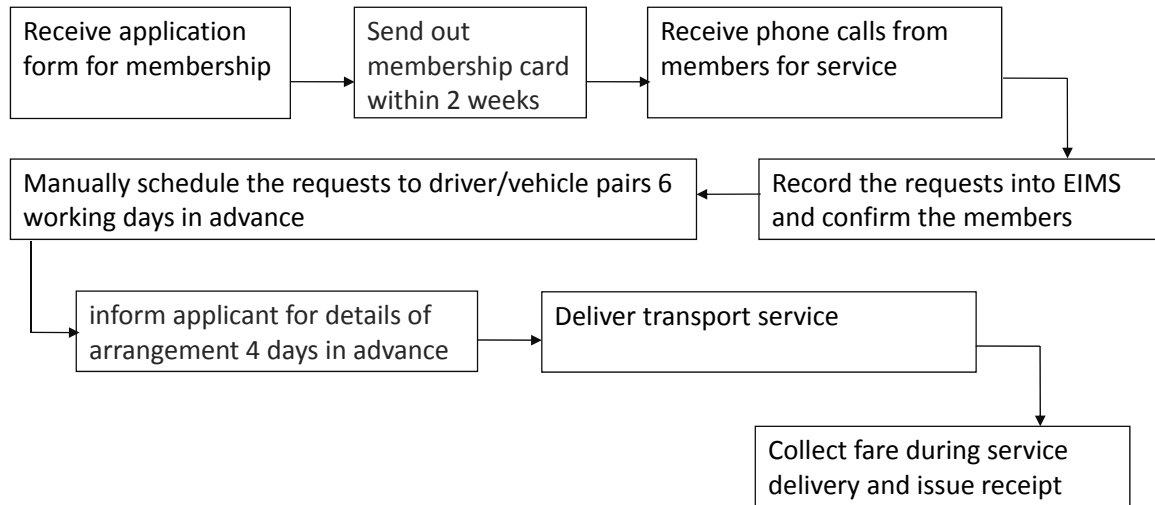 Receive application
form for membership
Send out
membership card
within 2 weeks
Receive phone calls from
members for service
Record the requests into EIMS
and confirm the members
Manually schedule the requests to driver/vehicle pairs 6
working days in advance
inform applicant for details of
arrangement 4 days in advance
Deliver transport service
Collect fare during service
delivery and issue receipt